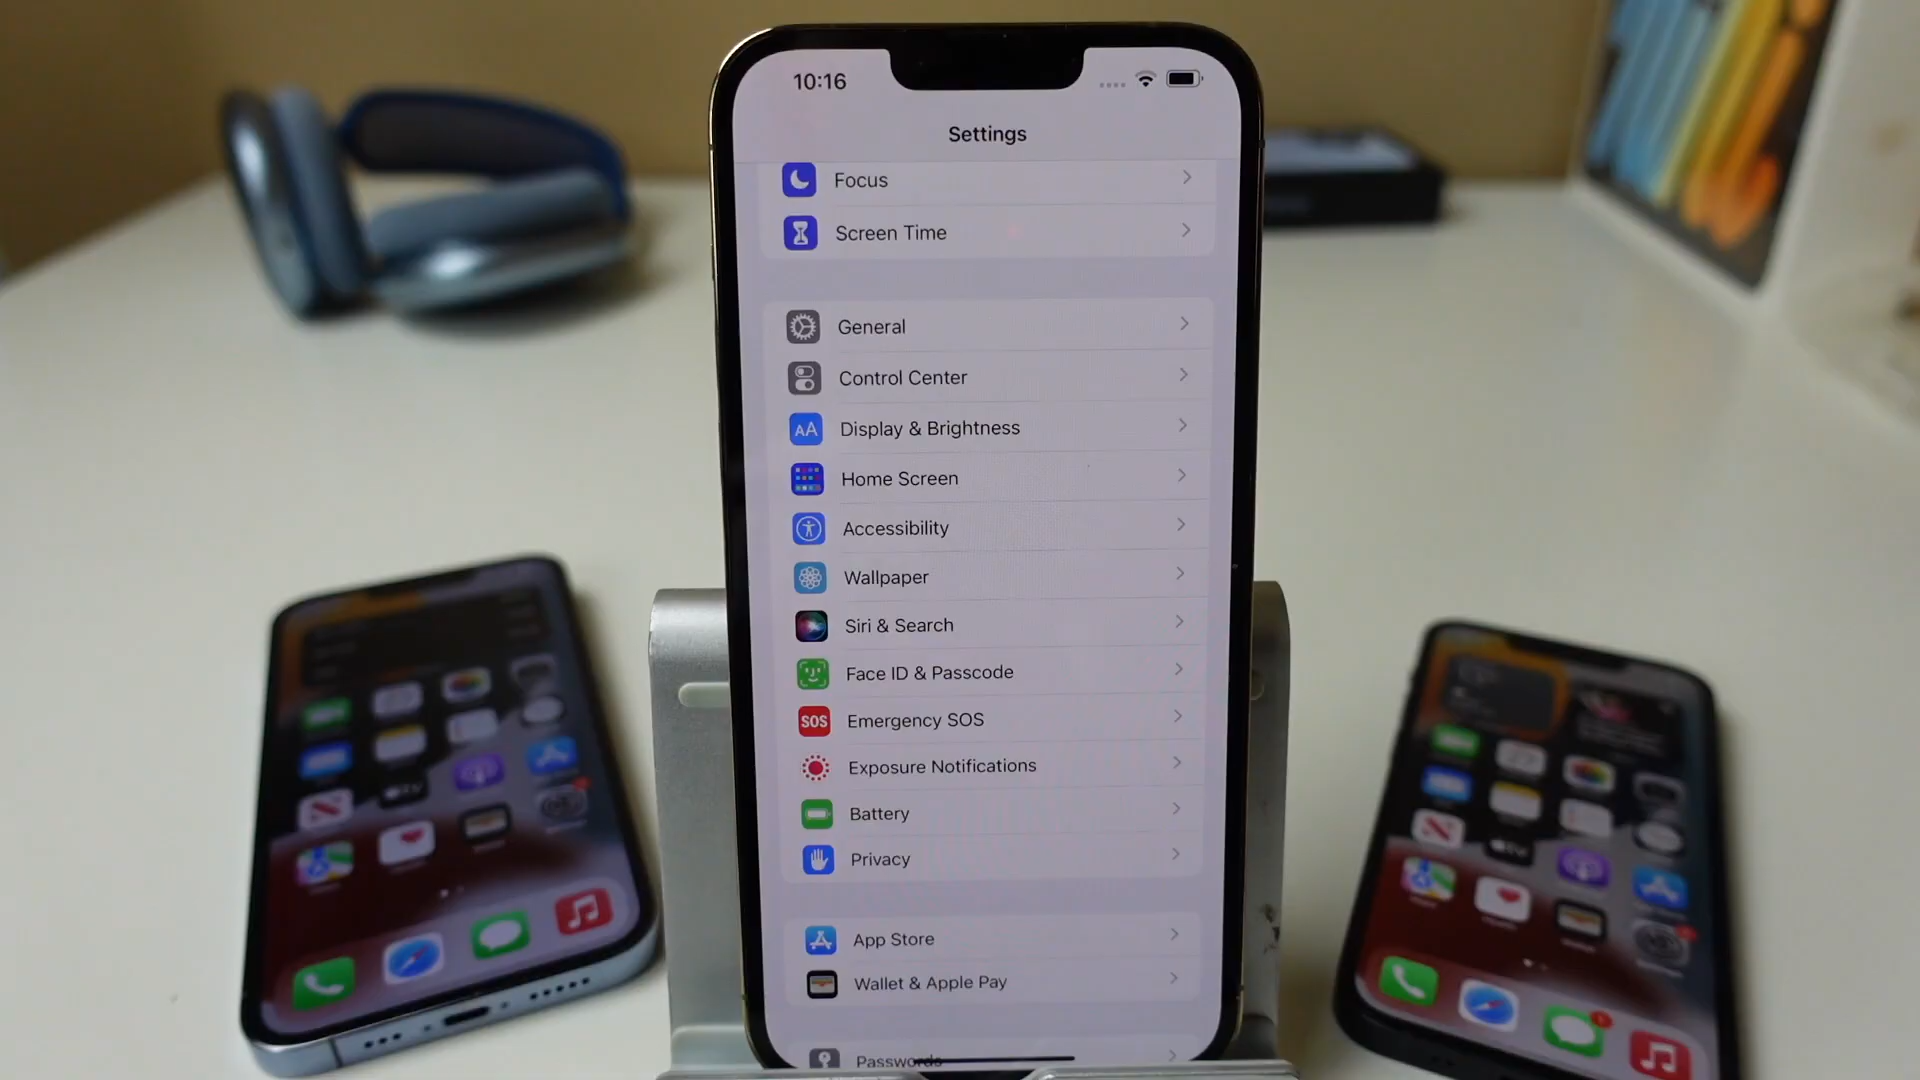 10:16
Settings
Focus
Screen Time
General
Control Center
AA Display & Brightness
Home Screen
Accessibility
Wallpaper
Siri & Search
Face ID & Passcode
SOS Emergency SOS
Exposure Notifications
Battery
Privacy
App Store
Wallet & Apple Pay
Passwords